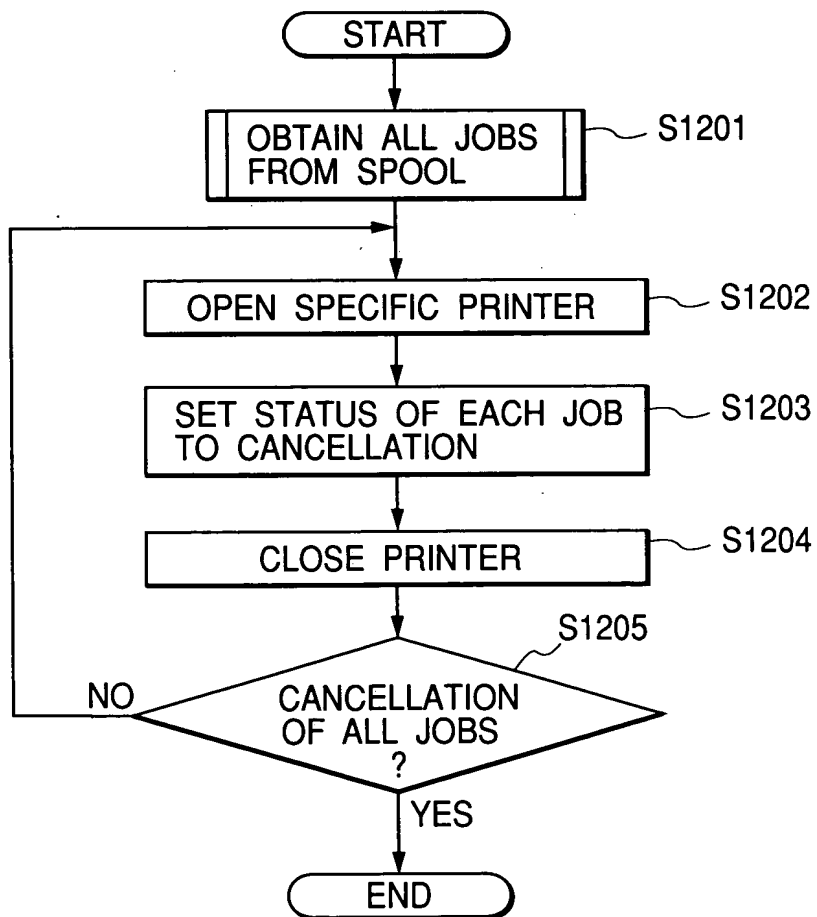 START
OBTAIN ALL JOBS
FROM SPOOL
S1201
OPEN SPECIFIC PRINTER
S1202
SET STATUS OF EACH JOB
TO CANCELLATION
S1203
CLOSE PRINTER
S1204
S1205
CANCELLATION
OF ALL JOBS
?
NO
YES
END